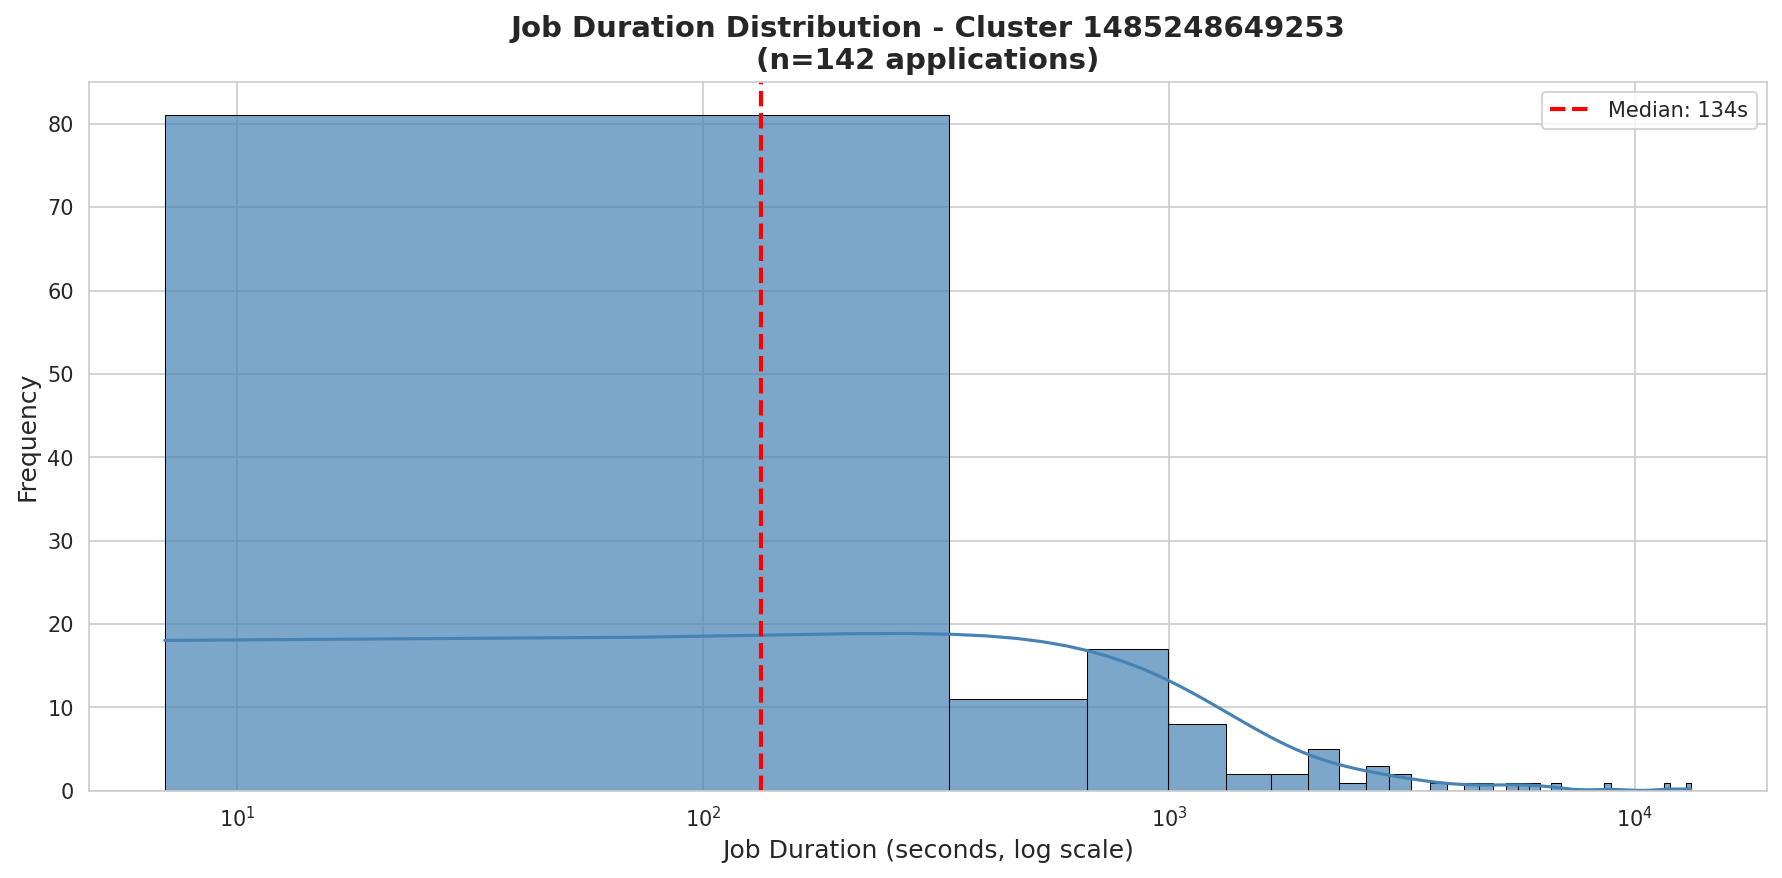 Job Duration Distribution - Cluster 1485248649253
(n=142 applications)
Median: 134s
Frequency
80
70
60
50
40
30
20
10
0
10¹
10²
10³
10⁴
Job Duration (seconds, log scale)